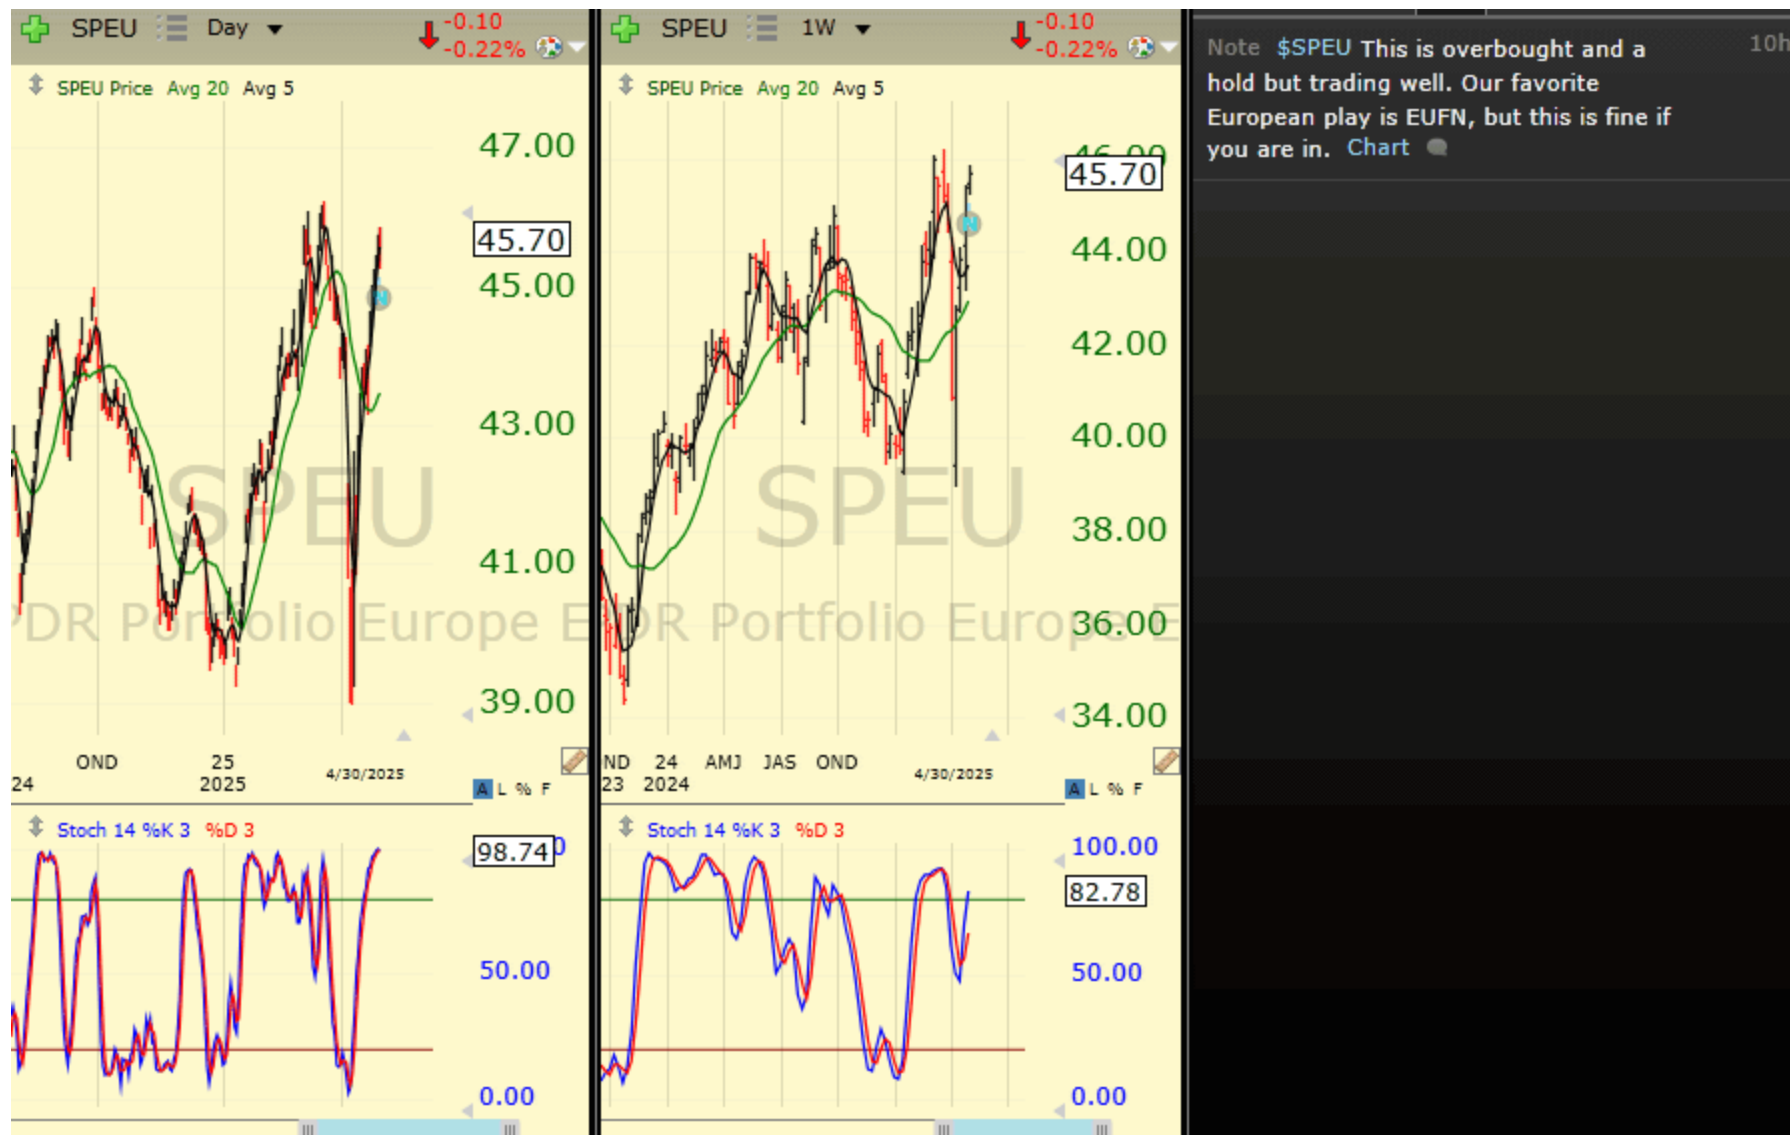 SPEU Day
-0.10
-0.22%
SPEU Price Avg 20 Avg 5
47.00
45.70
45.00
43.00
SPEU
41.00
PDR Portfolio Europe E
39.00
OND 25
24 2025 4/30/2025
A L % F
Stoch 14 %K 3 %D 3
98.74
50.00
0.00
SPEU 1W
-0.10
-0.22%
SPEU Price Avg 20 Avg 5
46.00
45.70
44.00
42.00
40.00
SPEU
38.00
DR Portfolio Europe E
36.00
34.00
ND 24 AMJ JAS OND
23 2024 4/30/2025
A L % F
Stoch 14 %K 3 %D 3
100.00
82.78
50.00
0.00
Note $SPEU This is overbought and a 10h
hold but trading well. Our favorite
European play is EUFN, but this is fine if
you are in. Chart